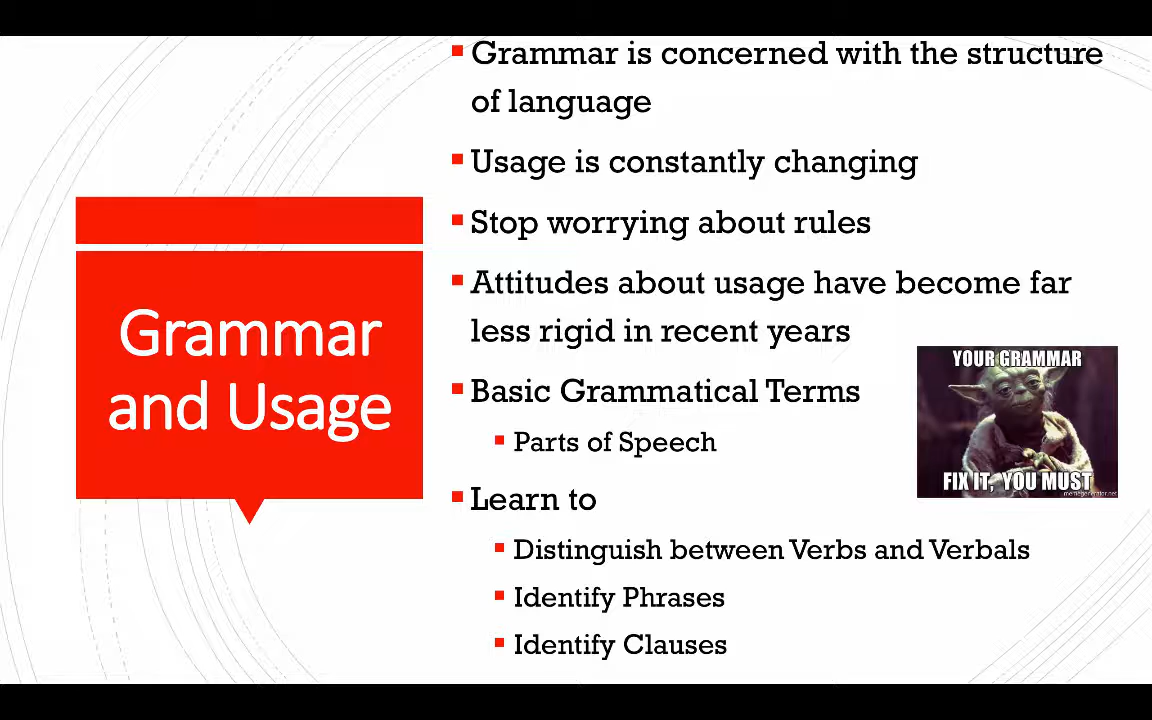 Grammar
and Usage
Grammar is concerned with the structure
of language
Usage is constantly changing
Stop worrying about rules
Attitudes about usage have become far
less rigid in recent years
Basic Grammatical Terms
Parts of Speech
Learn to
Distinguish between Verbs and Verbals
Identify Phrases
Identify Clauses
YOUR GRAMMAR
FIX IT, YOU MUST
memegenerator.net